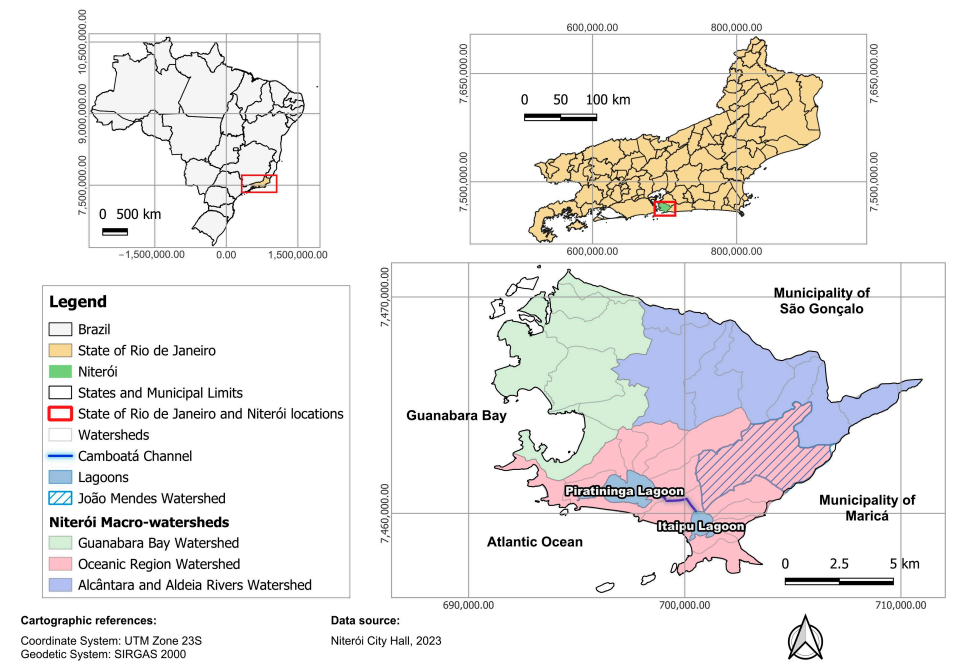 10,500,000.00
9,000,000.00
7,500,000.00
0 500 km
−1,500,000.00 0.00 1,500,000.00
600,000.00 800,000.00
7,650,000.00 7,650,000.00
0 50 100 km
7,500,000.00 7,500,000.00
600,000.00 800,000.00
Legend
Brazil
State of Rio de Janeiro
Niterói
States and Municipal Limits
State of Rio de Janeiro and Niterói locations
Watersheds
Camboatá Channel
Lagoons
João Mendes Watershed
Niterói Macro-watersheds
Guanabara Bay Watershed
Oceanic Region Watershed
Alcântara and Aldeia Rivers Watershed
7,470,000.00
Municipality of
São Gonçalo
Guanabara Bay
Piratininga Lagoon
7,460,000.00
Municipality of
Maricá
Itaipu Lagoon
Atlantic Ocean
0 2.5 5 km
690,000.00 700,000.00 710,000.00
Cartographic references:
Coordinate System: UTM Zone 23S
Geodetic System: SIRGAS 2000
Data source:
Niterói City Hall, 2023